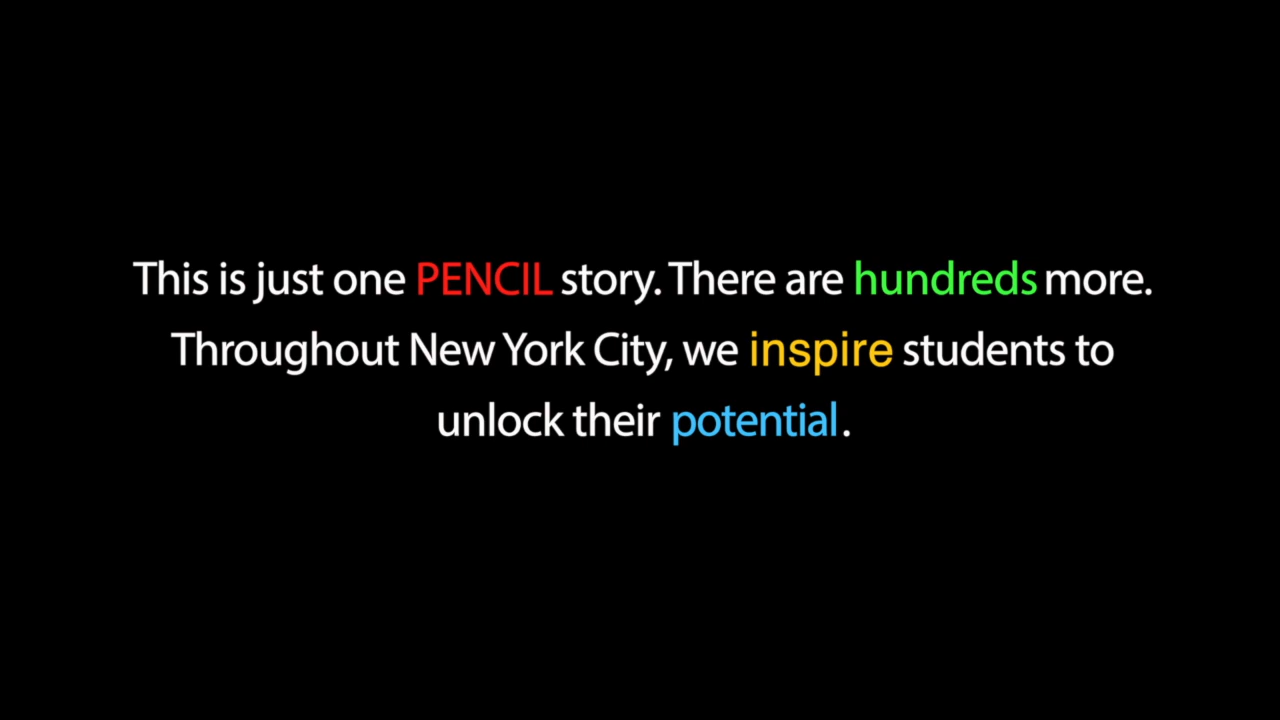 This is just one PENCIL story. There are hundreds more.
Throughout New York City, we inspire students to
unlock their potential.